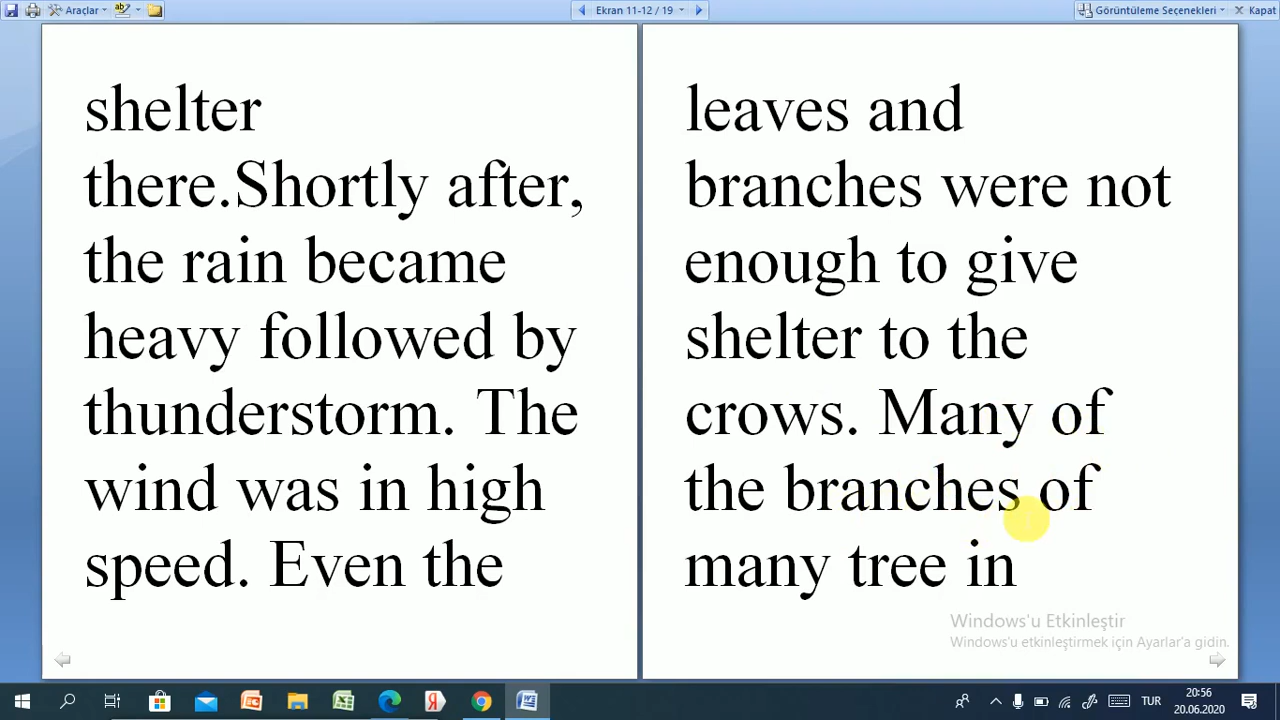 Araçlar
Ekran 11-12 / 19
Görüntüleme Seçenekleri
Kapat
shelter
there.Shortly after,
the rain became
heavy followed by
thunderstorm. The
wind was in high
speed. Even the
leaves and
branches were not
enough to give
shelter to the
crows. Many of
the branches of
many tree in
Windows'u Etkinleştir
Windows'u etkinleştirmek için Ayarlar'a gidin.
TUR
20:56
20.06.2020